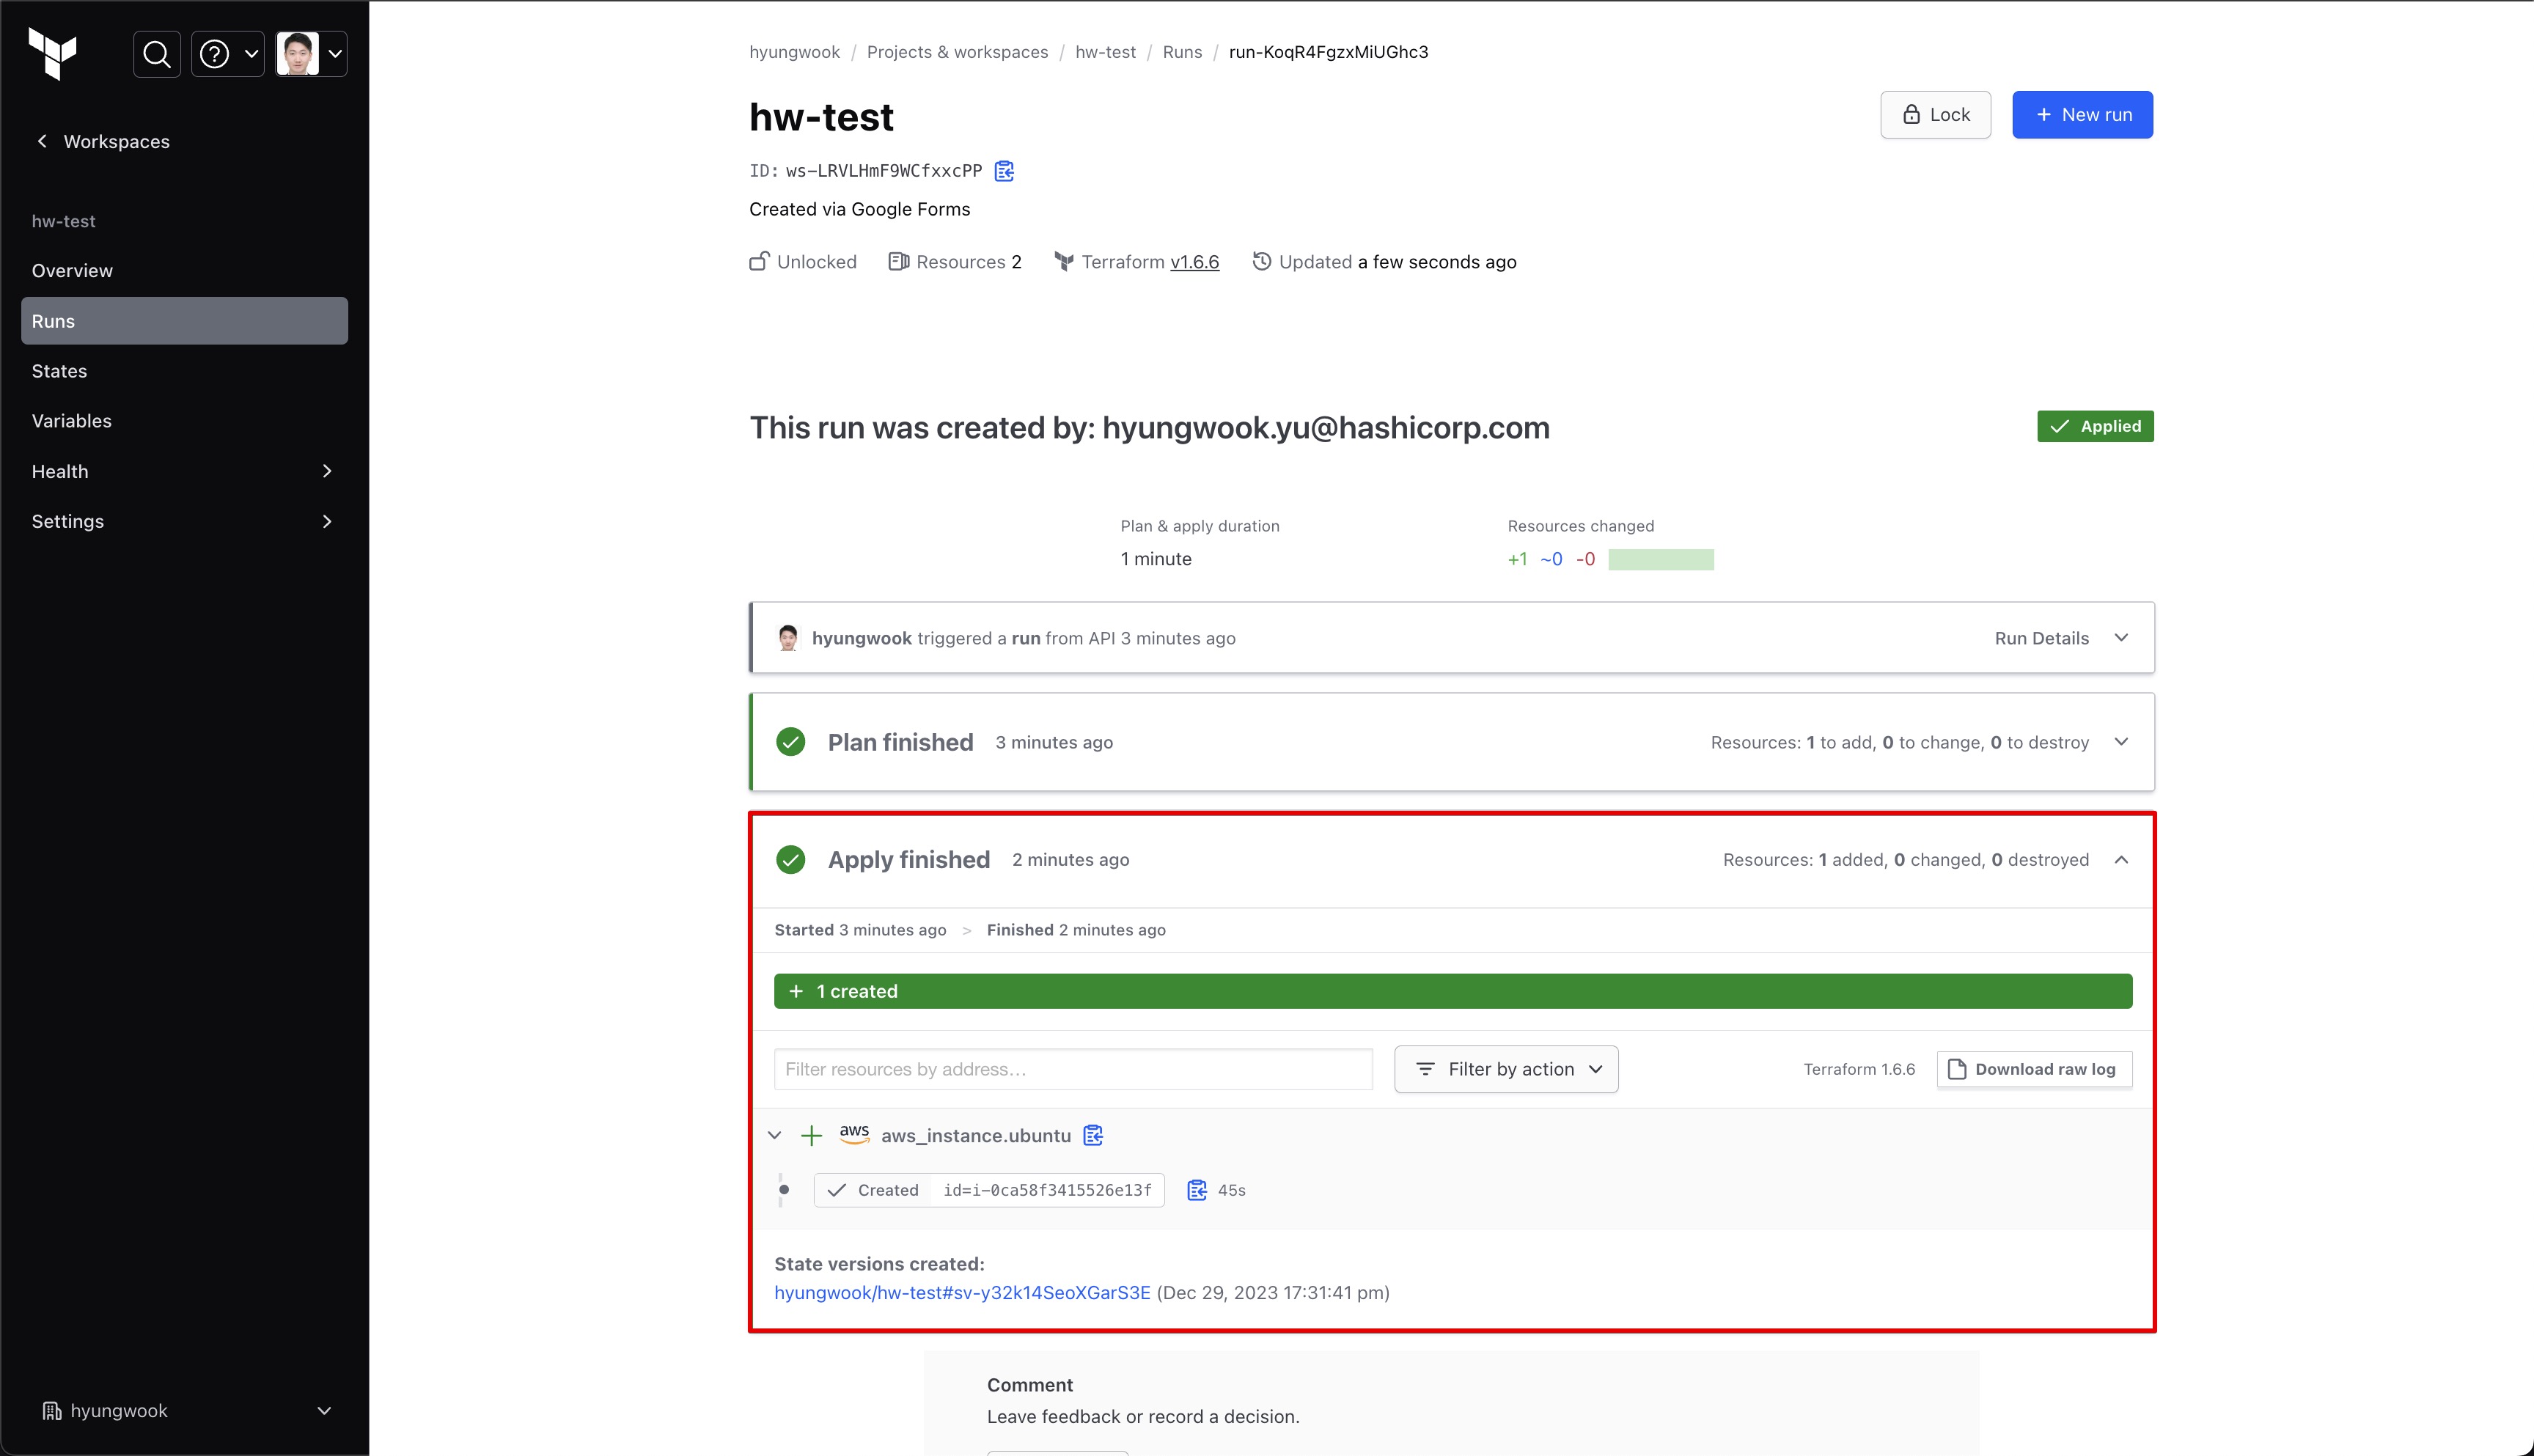 hyungwook / Projects & workspaces / hw-test / Runs / run-KoqR4FgzxMiUGhc3
Workspaces
hw-test
Overview
Runs
States
Variables
Health
Settings
hyungwook
hw-test
Lock
+ New run
ID: ws-LRVLHmF9WCfxxcPP
Created via Google Forms
Unlocked Resources 2 Terraform v1.6.6 Updated a few seconds ago
This run was created by: hyungwook.yu@hashicorp.com
Applied
Plan & apply duration
1 minute
Resources changed
+1 ~0 -0
hyungwook triggered a run from API 3 minutes ago
Run Details
Plan finished 3 minutes ago
Resources: 1 to add, 0 to change, 0 to destroy
Apply finished 2 minutes ago
Resources: 1 added, 0 changed, 0 destroyed
Started 3 minutes ago > Finished 2 minutes ago
+ 1 created
Filter resources by address...
Filter by action
Terraform 1.6.6
Download raw log
aws aws_instance.ubuntu
Created id=i-0ca58f3415526e13f 45s
State versions created:
hyungwook/hw-test#sv-y32k14SeoXGarS3E (Dec 29, 2023 17:31:41 pm)
Comment
Leave feedback or record a decision.